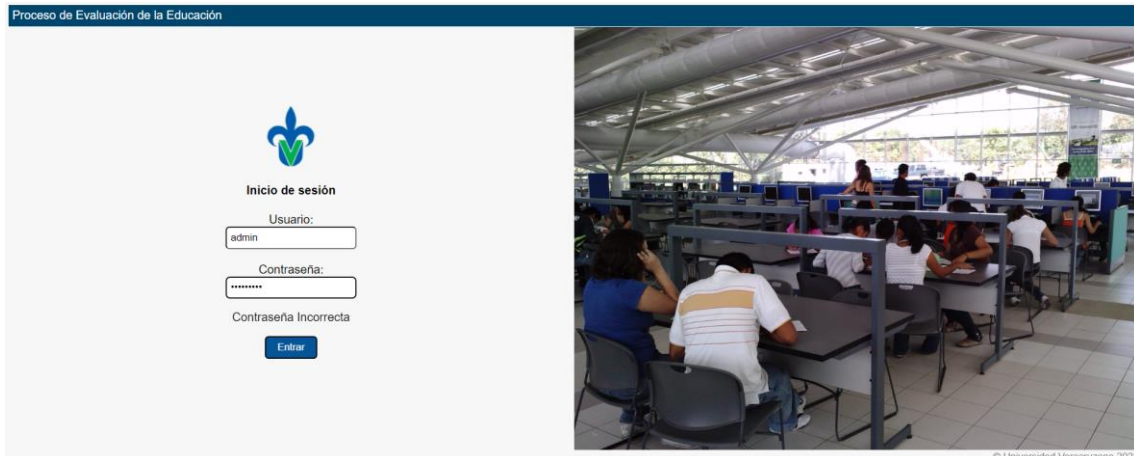 Proceso de Evaluación de la Educación
Inicio de sesión
Usuario:
admin
Contraseña:
•••••••••
Contraseña Incorrecta
Entrar
© Universidad Veracruzana